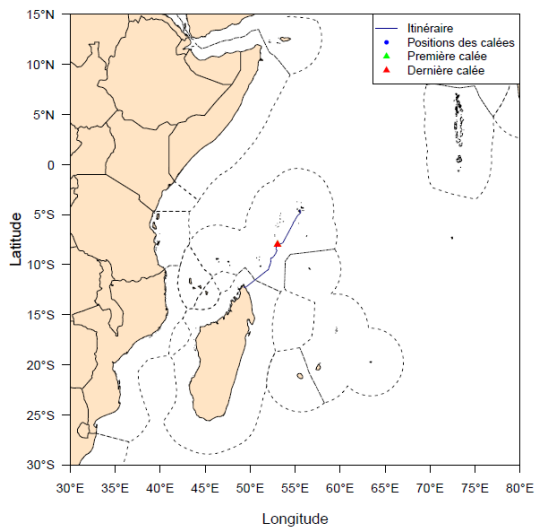 15°N
10°N
5°N
0
5°S
10°S
15°S
20°S
25°S
30°S
Latitude
Itinéraire
Positions des calées
Première calée
Dernière calée
30°E 35°E 40°E 45°E 50°E 55°E 60°E 65°E 70°E 75°E 80°E
Longitude